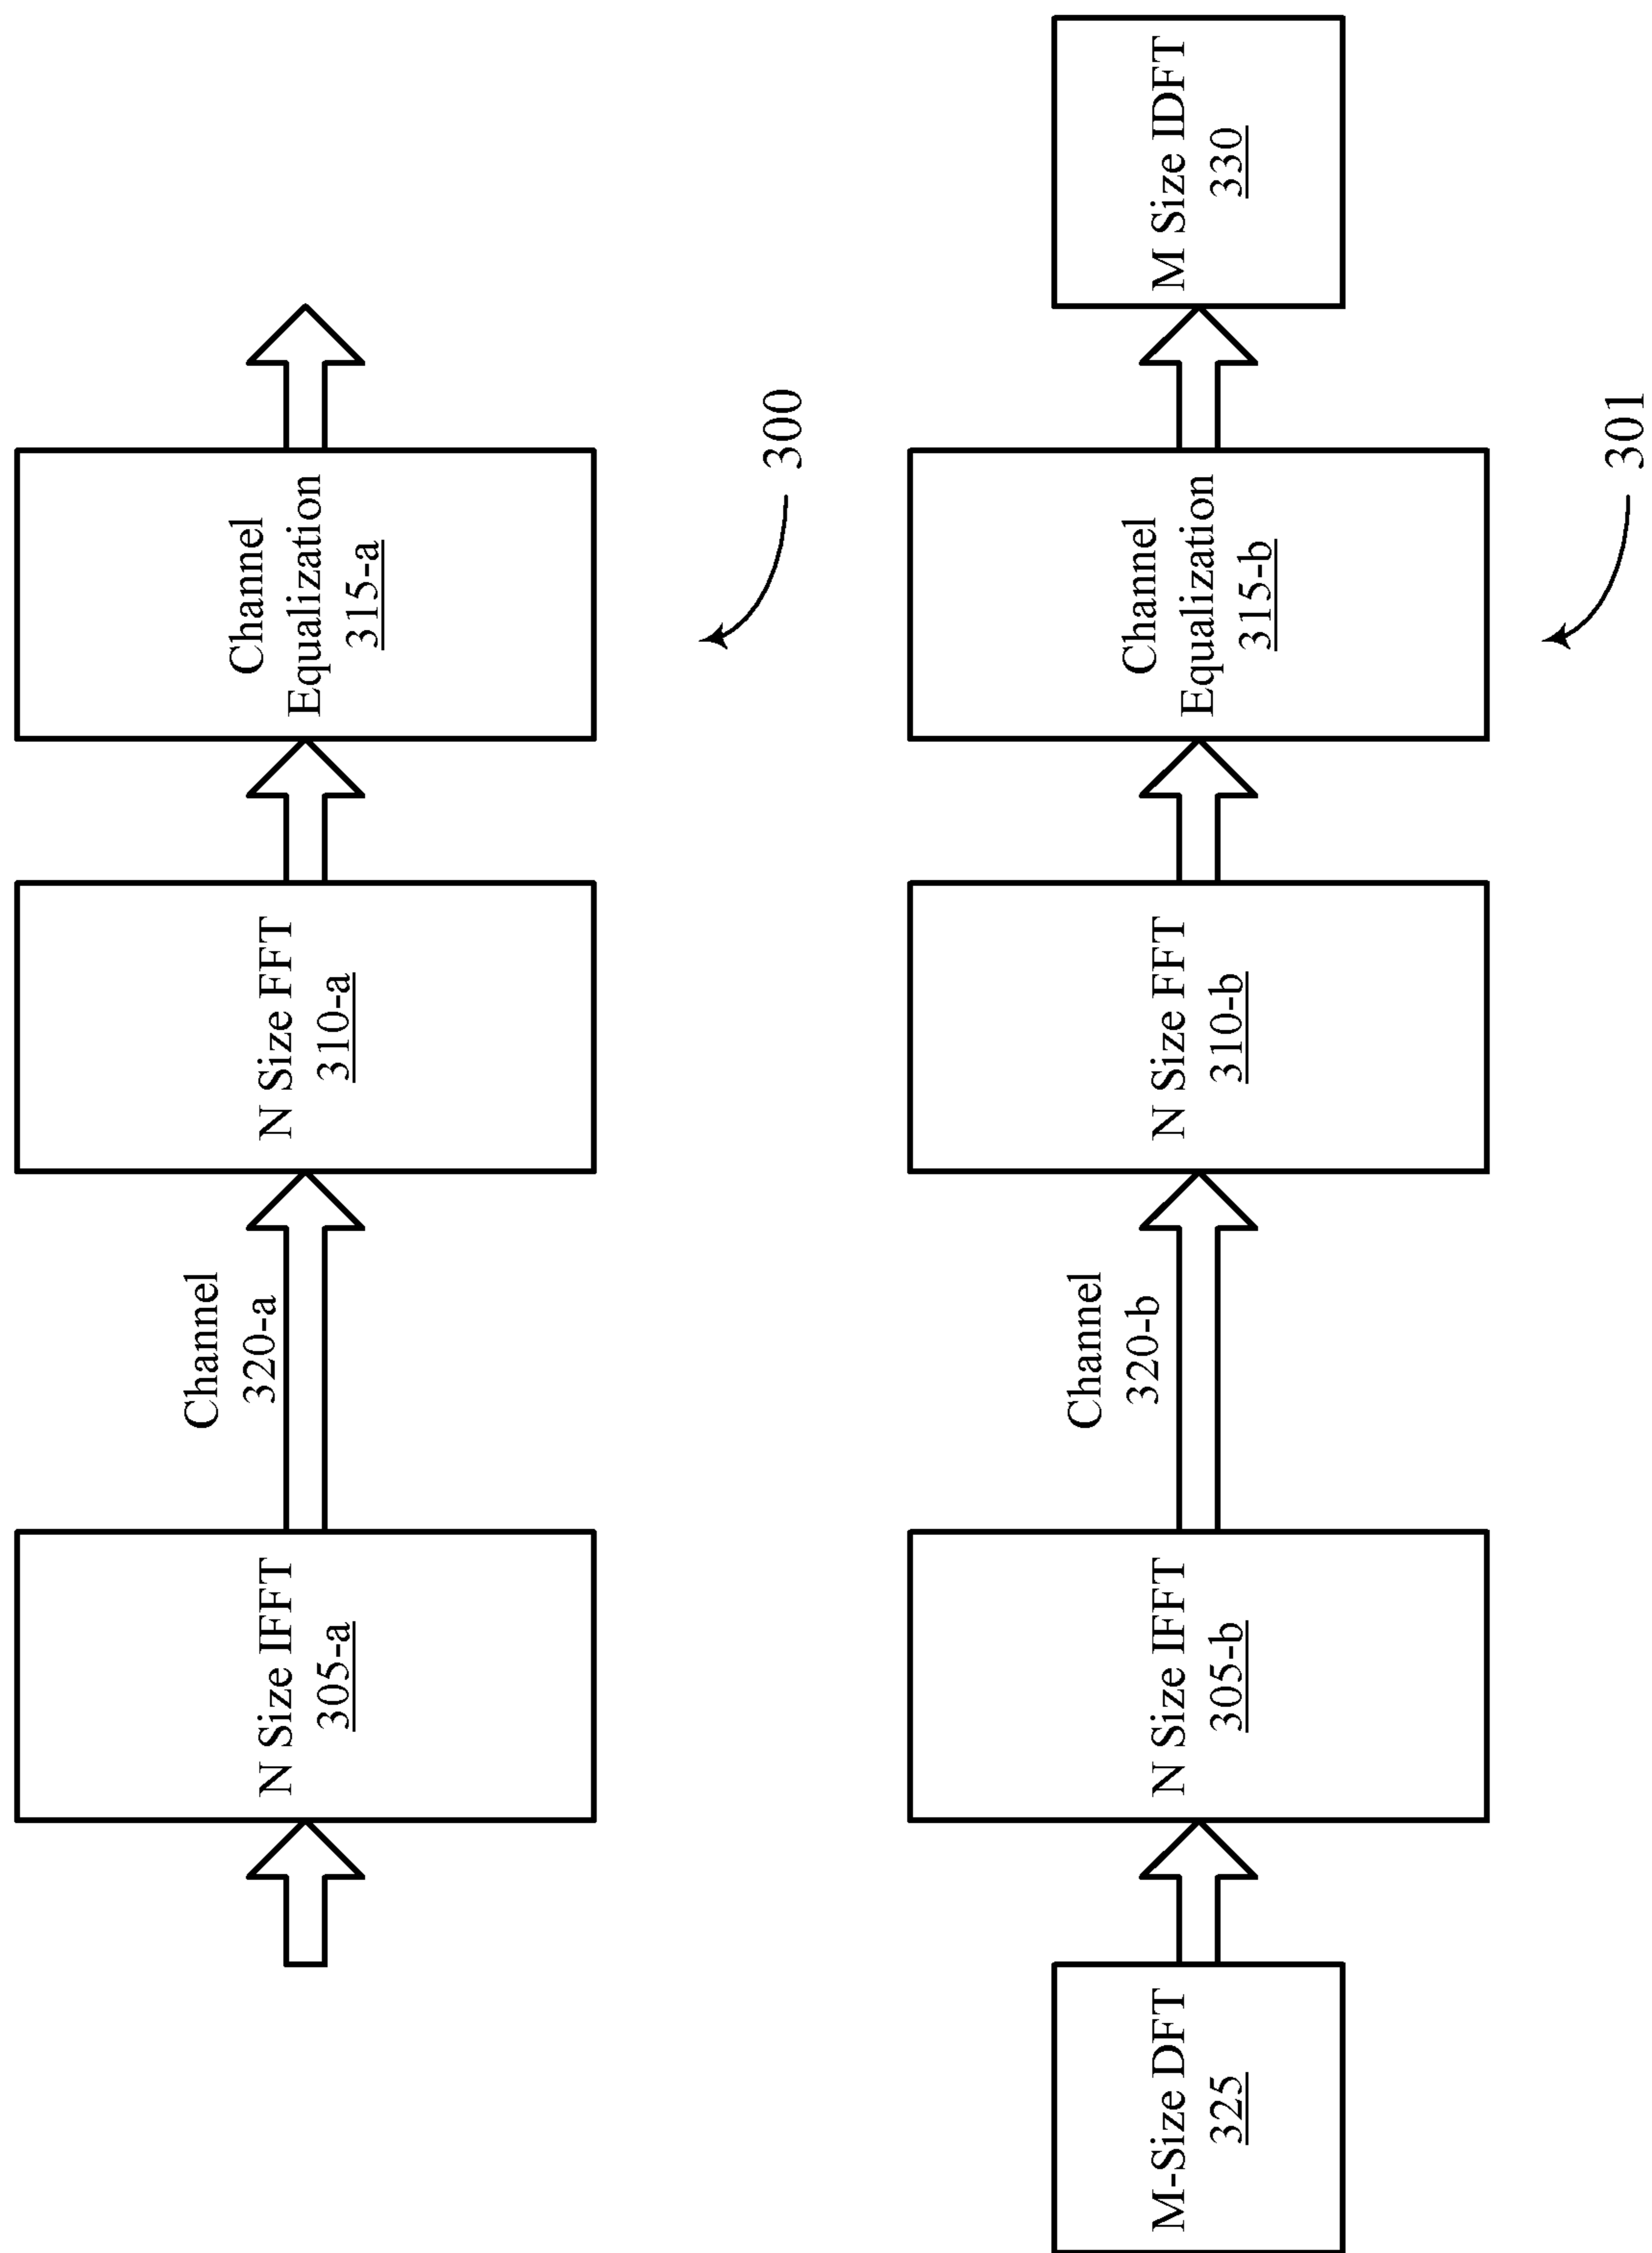 N Size IFFT
305-a
Channel
320-a
N Size FFT
310-a
Channel
Equalization
315-a
300
M-Size DFT
325
N Size IFFT
305-b
Channel
320-b
N Size FFT
310-b
Channel
Equalization
315-b
M Size IDFT
330
301